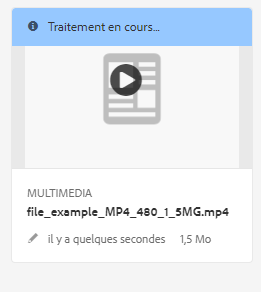 Traitement en cours...
MULTIMEDIA
file_example_MP4_480_1_5MG.mp4
il y a quelques secondes 1,5 Mo